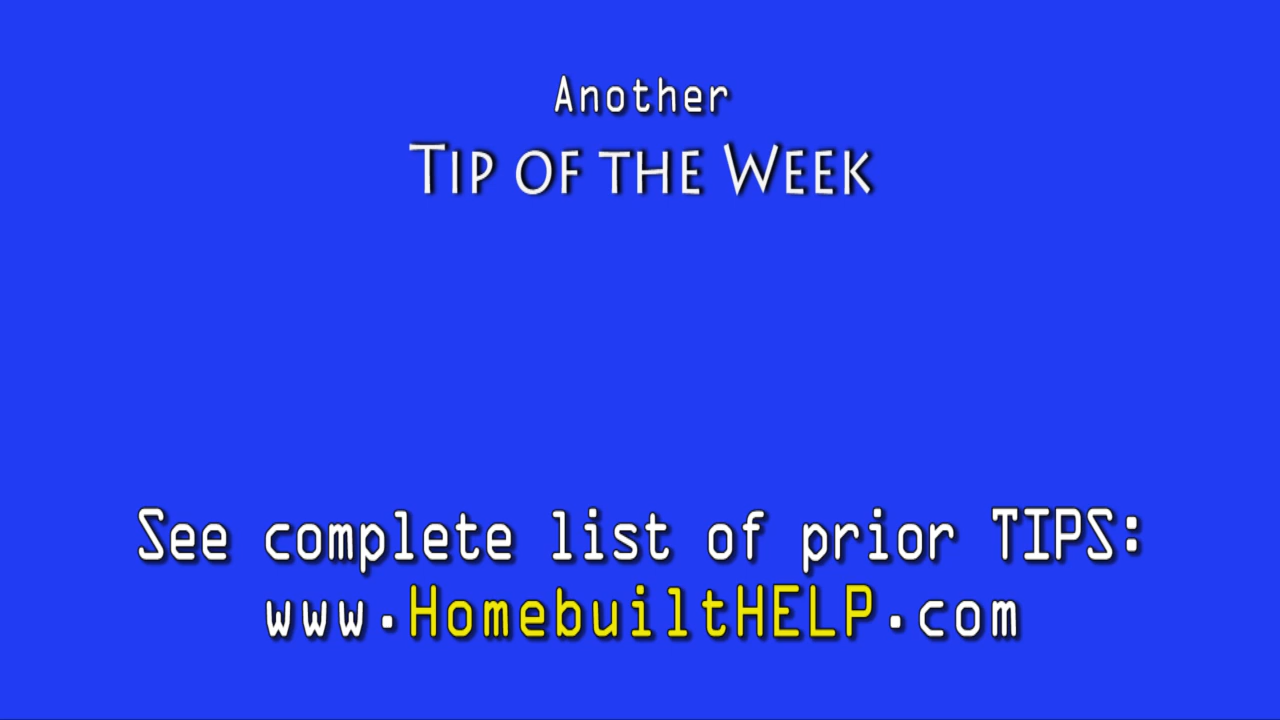 Another
Tip of the Week
See complete list of prior TIPS:
www.HomebuiltHELP.com